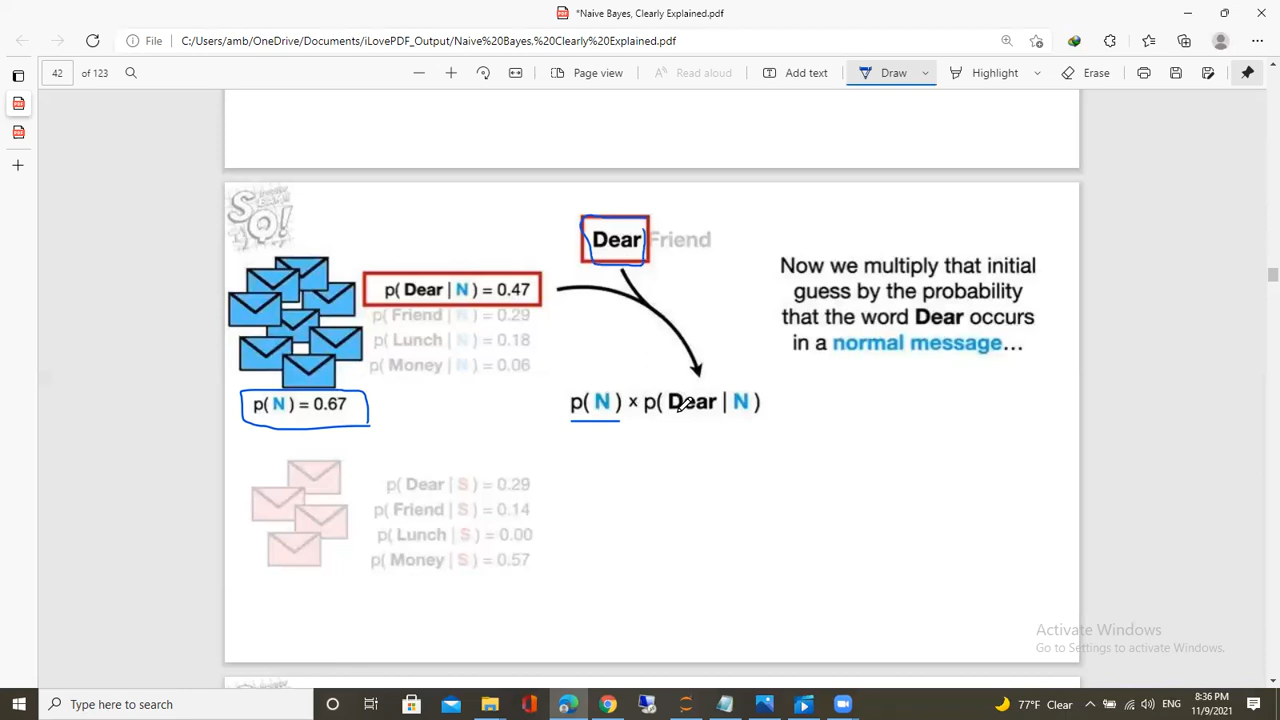 *Naive Bayes, Clearly Explained.pdf
File
C:/Users/amb/OneDrive/Documents/iLovePDF_Output/Naive%20Bayes,%20Clearly%20Explained.pdf
42 of 123
Page view
Read aloud
Add text
Draw
Highlight
Erase
SQ!
Dear Friend
p( Dear | N ) = 0.47
p( Friend | N ) = 0.29
p( Lunch | N ) = 0.18
p( Money | N ) = 0.06
p( N ) = 0.67
p( N ) × p( Dear | N )
Now we multiply that initial
guess by the probability
that the word Dear occurs
in a normal message…
p( Dear | S ) = 0.29
p( Friend | S ) = 0.14
p( Lunch | S ) = 0.00
p( Money | S ) = 0.57
Activate Windows
Go to Settings to activate Windows.
Type here to search
77°F Clear
ENG
8:36 PM
11/9/2021